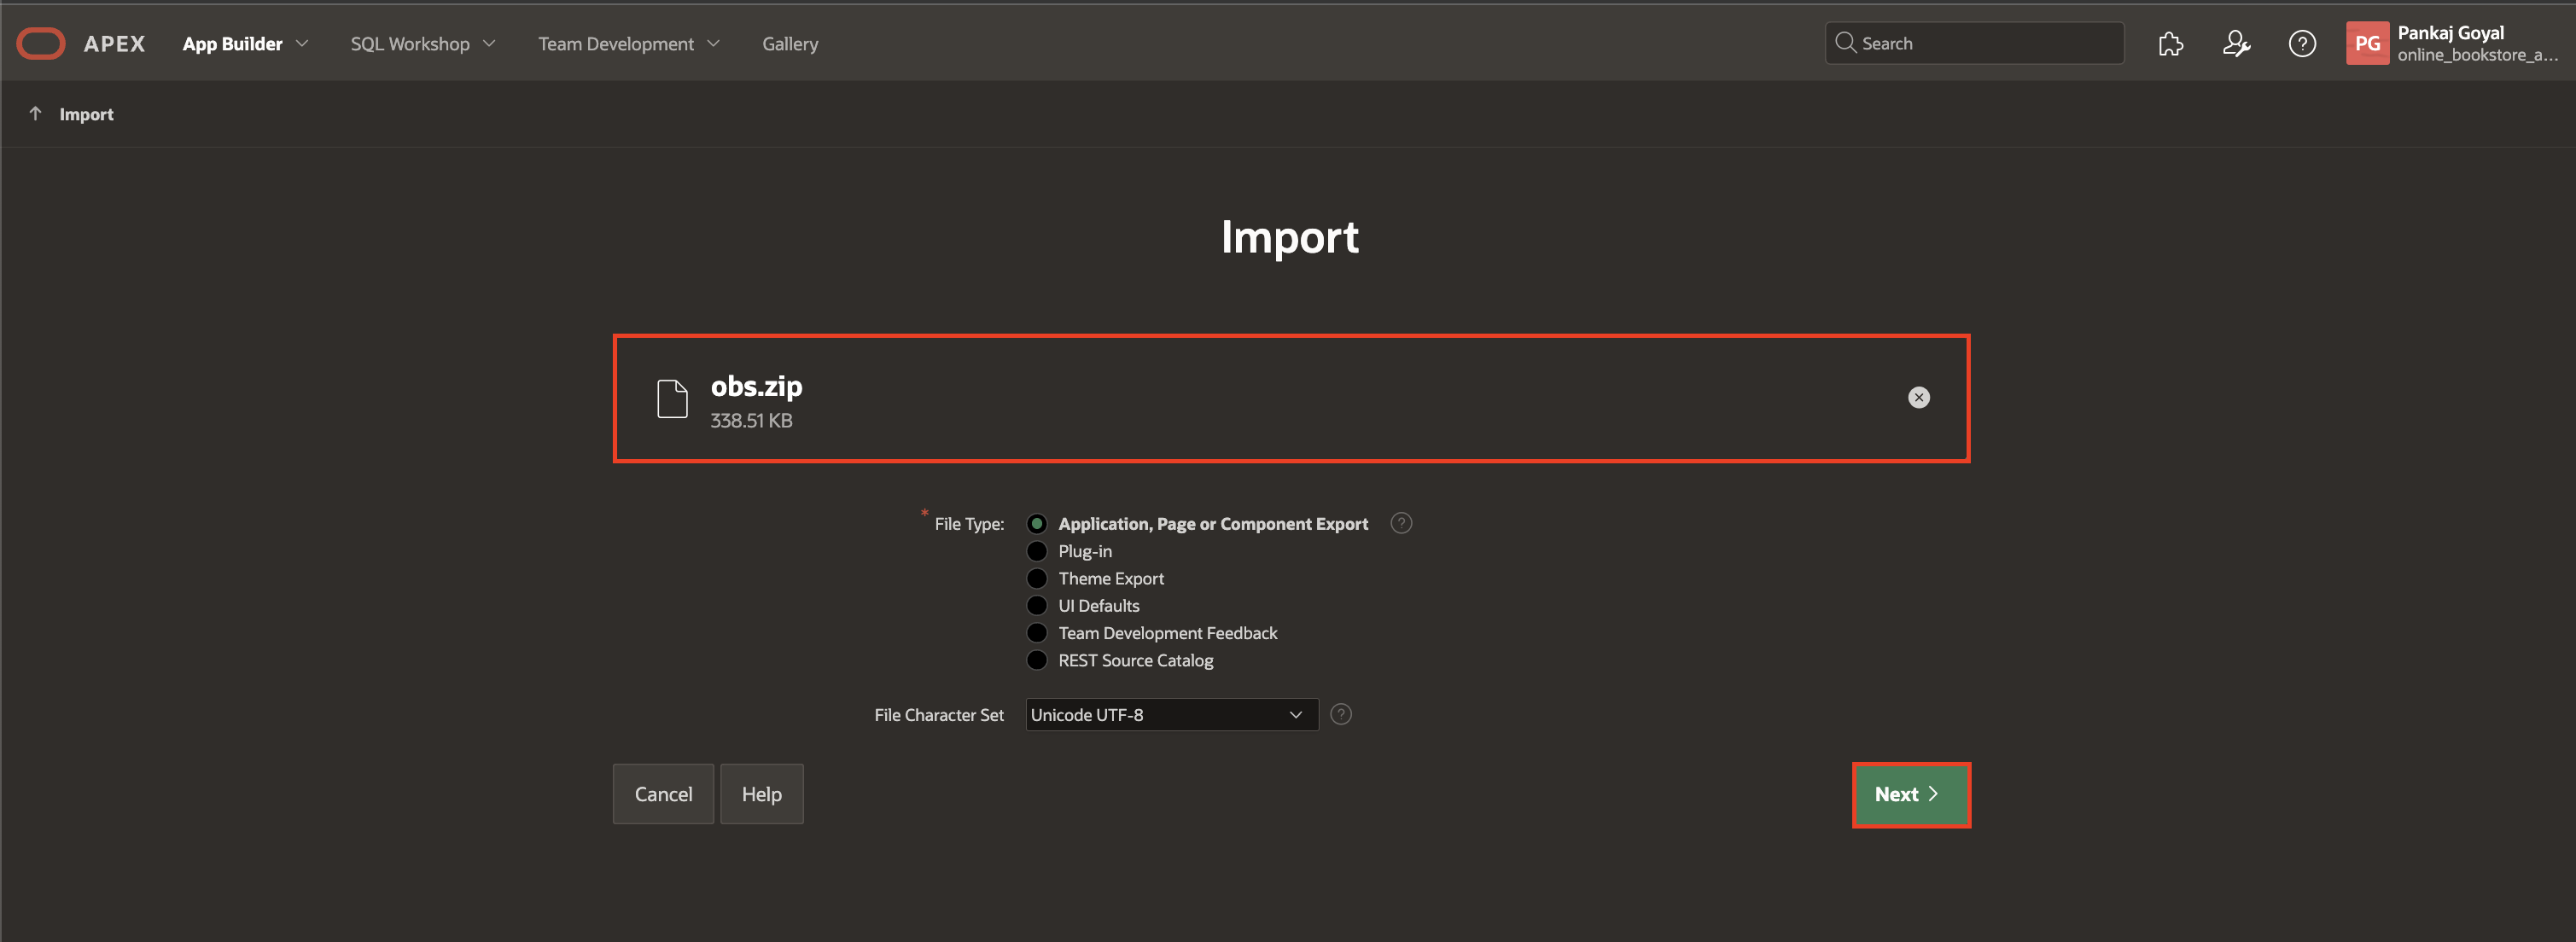 APEX App Builder SQL Workshop Team Development Gallery Search ? PG Pankaj Goyal
online_bookstore_a...
Import
Import
obs.zip
338.51 KB
* File Type: Application, Page or Component Export ?
Plug-in
Theme Export
UI Defaults
Team Development Feedback
REST Source Catalog
File Character Set Unicode UTF-8 ?
Cancel Help Next